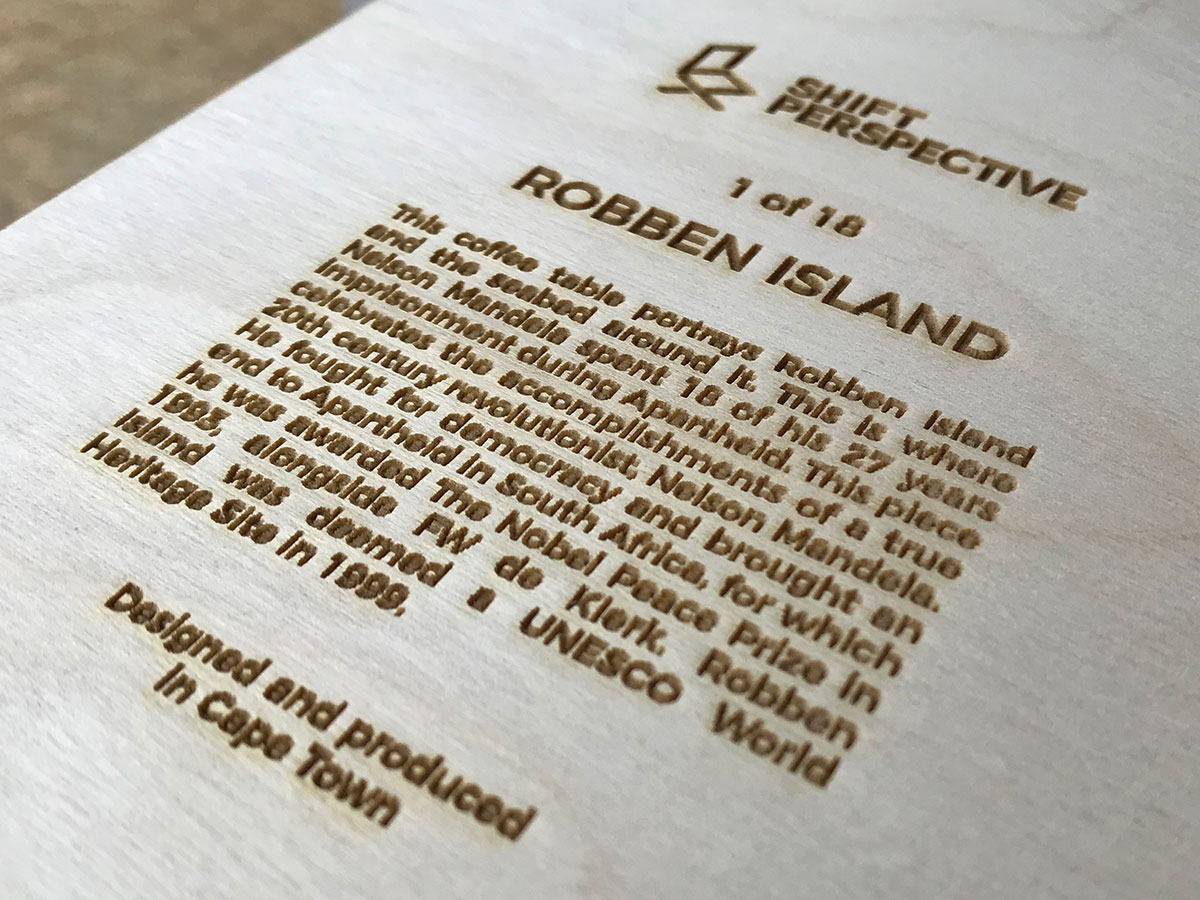 SHIFT
PERSPECTIVE
1 of 18
ROBBEN ISLAND
This coffee table portrays Robben Island
and the seabed around it. This is where
Nelson Mandela spent 18 of his 27 years
imprisonment during Apartheid. This piece
celebrates the accomplishments of a true
20th century revolutionist, Nelson Mandela.
He fought for democracy and brought an
end to Apartheid in South Africa, for which
he was awarded The Nobel Peace Prize in
1993 alongside FW de Klerk. Robben
Island was deemed a UNESCO World
Heritage Site in 1999.
Designed and produced
in Cape Town